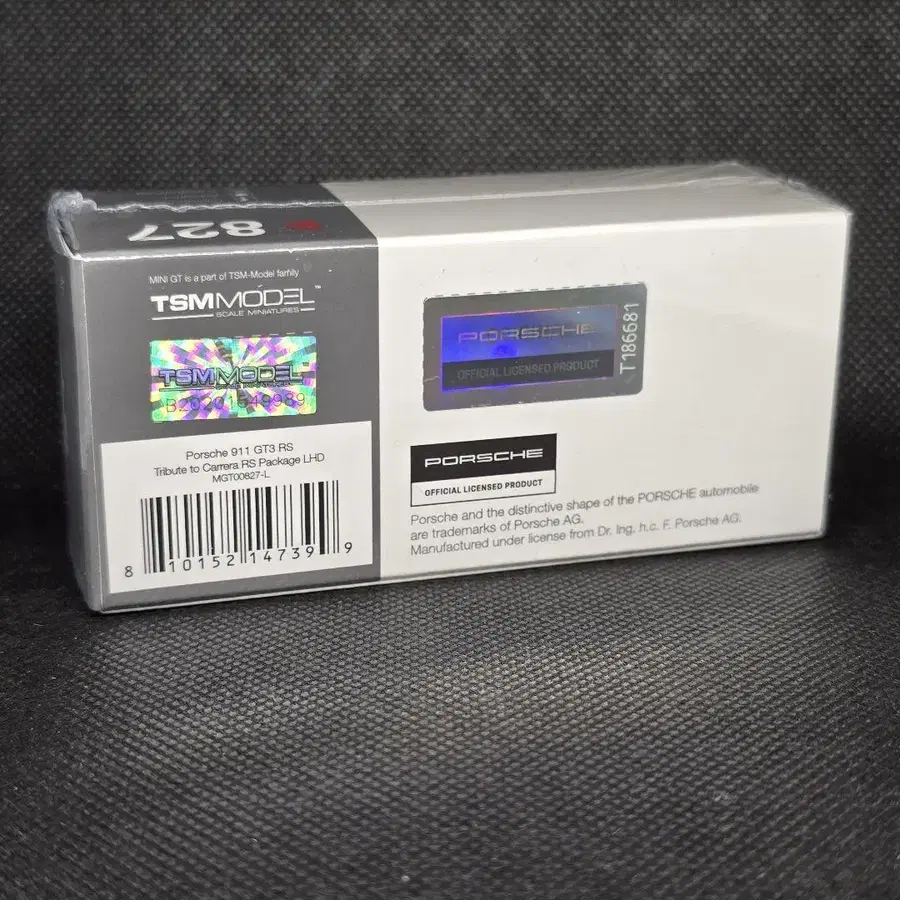 827
MINI GT is a part of TSM-Model family
TSMMODEL™
SCALE MINIATURES
TSMMODEL
B20201549989
Porsche 911 GT3 RS
Tribute to Carrera RS Package LHD
MGT00827-L
8 10152 14739 9
PORSCHE
OFFICIAL LICENSED PRODUCT
T186681
PORSCHE
OFFICIAL LICENSED PRODUCT
Porsche and the distinctive shape of the PORSCHE automobile
are trademarks of Porsche AG.
Manufactured under license from Dr. Ing. h.c. F. Porsche AG.